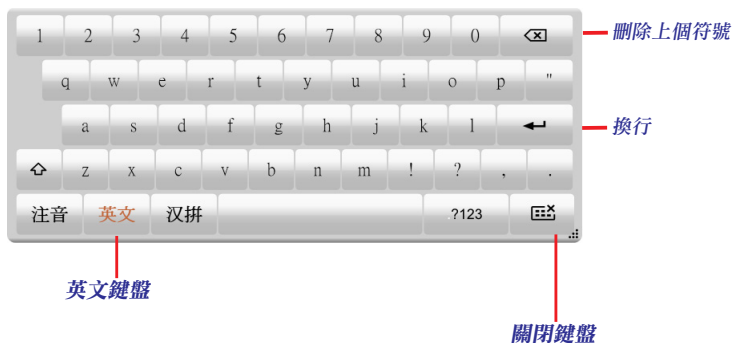 1 2 3 4 5 6 7 8 9 0 刪除上個符號
q w e r t y u i o p "
a s d f g h j k l 換行
z x c v b n m ! ? , .
注音 英文 汉拼 .?123
英文鍵盤
關閉鍵盤